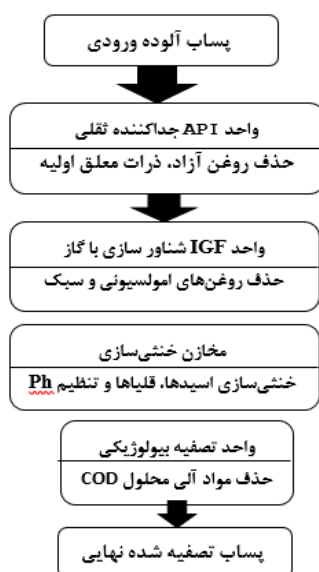 پساب آلوده ورودی
واحد API جداکننده ثقلی
حذف روغن آزاد، ذرات معلق اولیه
واحد IGF شناور سازی با گاز
حذف روغن‌های امولسیونی و سبک
مخازن خنثی‌سازی
خنثی‌سازی اسیدها، قلیاها و تنظیم Ph
واحد تصفیه بیولوژیکی
حذف مواد آلی محلول COD
پساب تصفیه شده نهایی